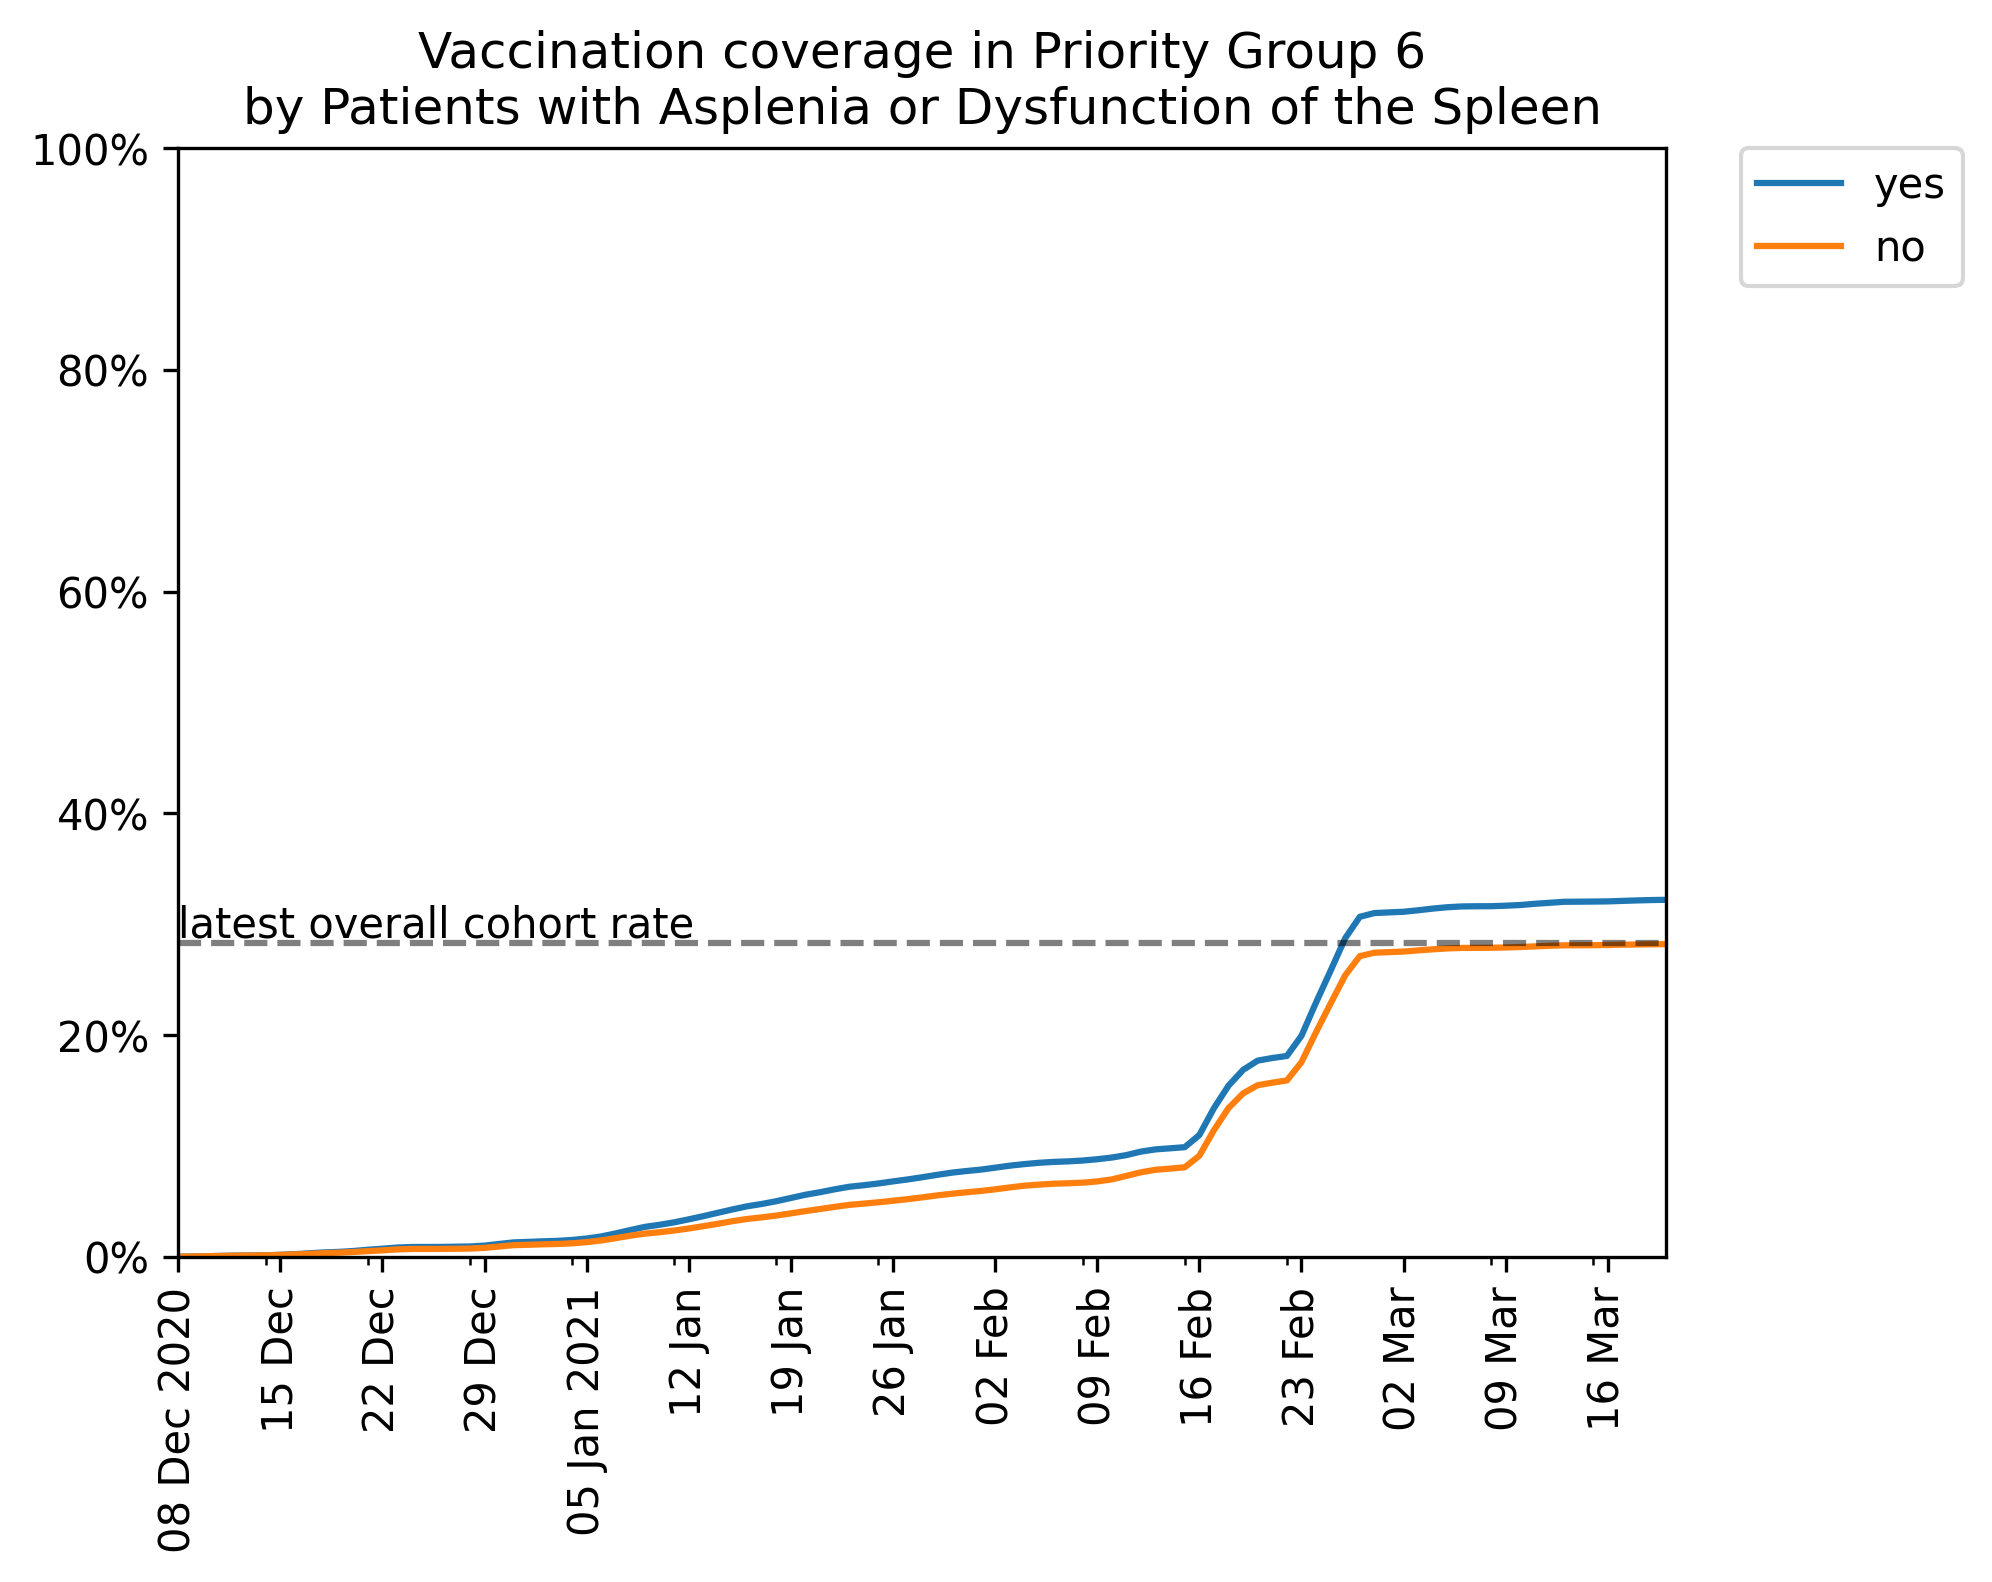 Vaccination coverage in Priority Group 6
by Patients with Asplenia or Dysfunction of the Spleen
100%
80%
60%
40%
20%
0%
latest overall cohort rate
yes
no
08 Dec 2020
15 Dec
22 Dec
29 Dec
05 Jan 2021
12 Jan
19 Jan
26 Jan
02 Feb
09 Feb
16 Feb
23 Feb
02 Mar
09 Mar
16 Mar